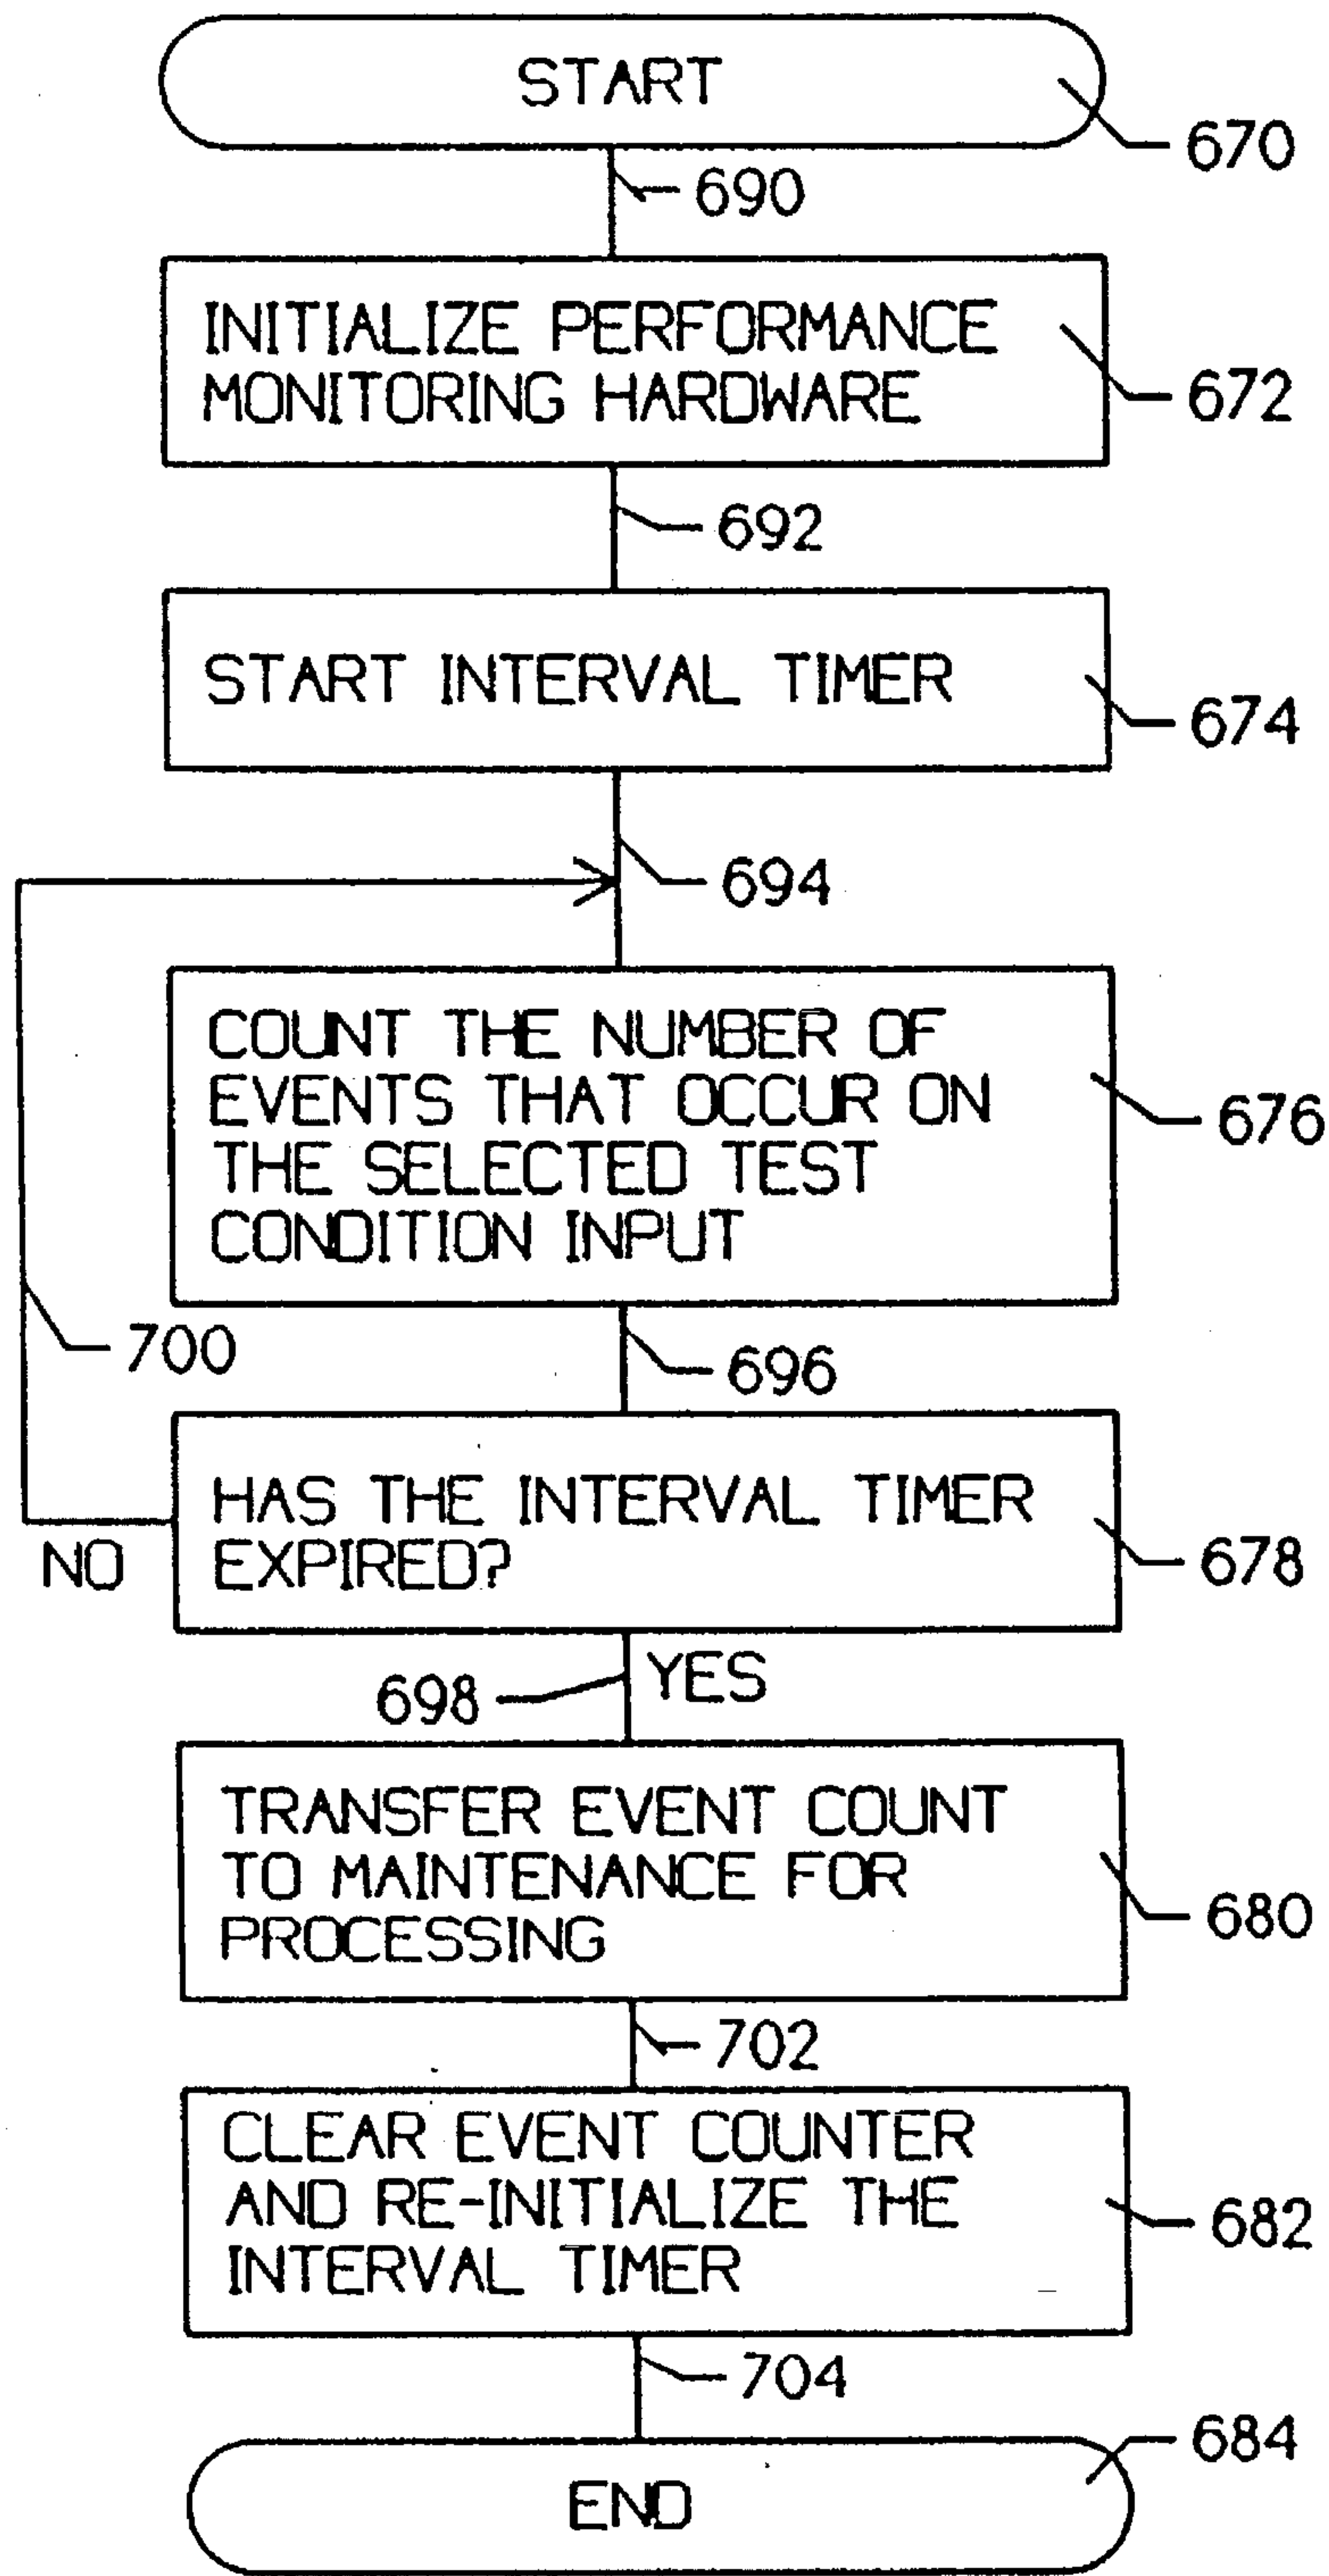 START
670
690
INITIALIZE PERFORMANCE
MONITORING HARDWARE
672
692
START INTERVAL TIMER
674
694
COUNT THE NUMBER OF
EVENTS THAT OCCUR ON
THE SELECTED TEST
CONDITION INPUT
676
700
696
HAS THE INTERVAL TIMER
EXPIRED?
678
NO
YES
698
TRANSFER EVENT COUNT
TO MAINTENANCE FOR
PROCESSING
680
702
CLEAR EVENT COUNTER
AND RE-INITIALIZE THE
INTERVAL TIMER
682
704
684
END